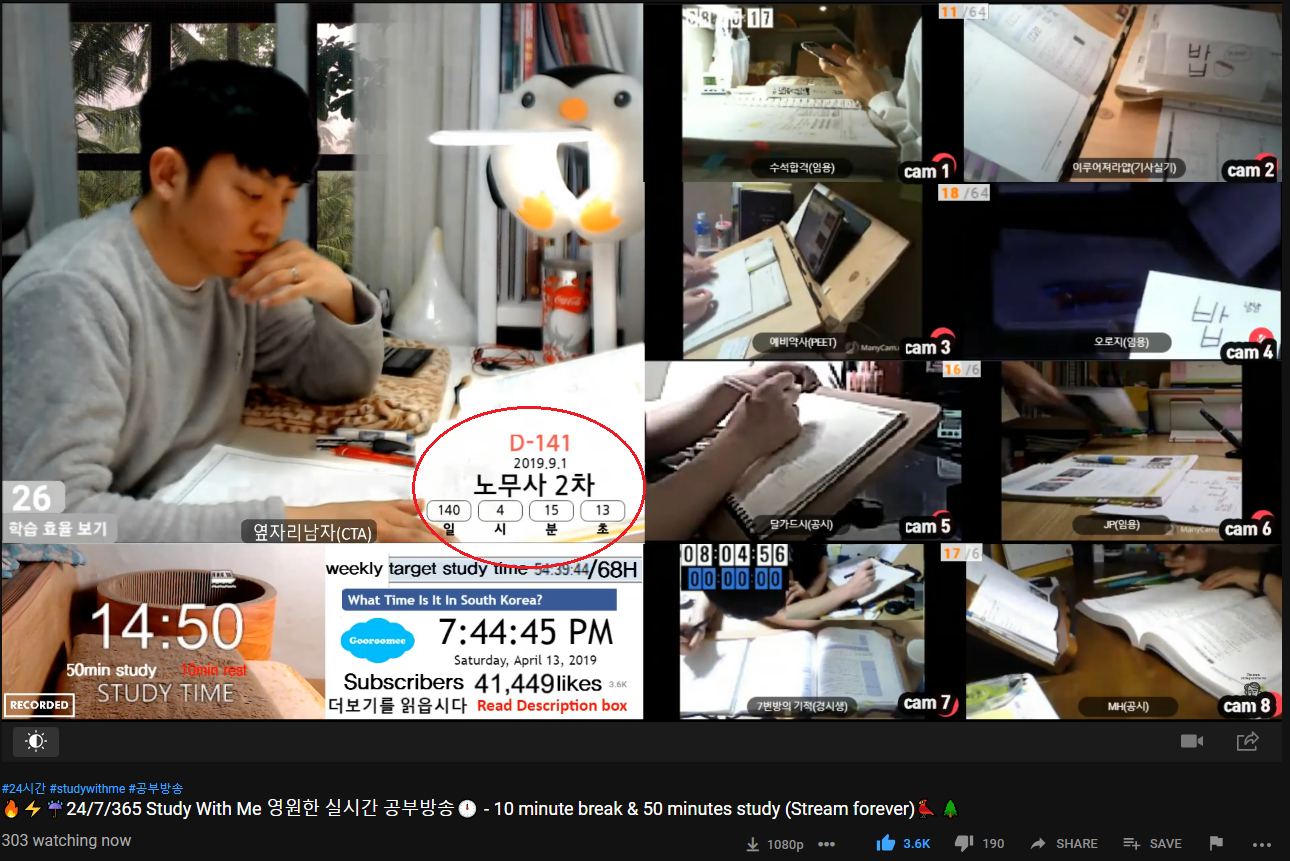 26
학습 효율 보기
옆자리남자(CTA)
D-141
2019.9.1
노무사 2차
140 4 15 13
일 시 분 초
14:50
50min study 10min rest
STUDY TIME
RECORDED
weekly target study time 54:39:44/68H
What Time Is It In South Korea?
Gooroomee
7:44:45 PM
Saturday, April 13, 2019
Subscribers 41,449likes 3.6K
더보기를 읽읍시다 Read Description box
수석합격(임용)
cam 1
11/64
밥
이루어져라얍(기사실기)
cam 2
예비약사(PEET)
ManyCam
cam 3
18/64
밥
오로지(임용)
cam 4
달가드시(공시)
cam 5
16/6
JP(임용)
ManyCam
cam 6
08:04:56
00:00:00
7번방의 기적(경시생)
cam 7
17/6
MH(공시)
cam 8
#24시간 #studywithme #공부방송
🔥⚡☔24/7/365 Study With Me 영원한 실시간 공부방송🕛 - 10 minute break & 50 minutes study (Stream forever)🐦🌲
303 watching now
1080p 3.6K 190 SHARE SAVE